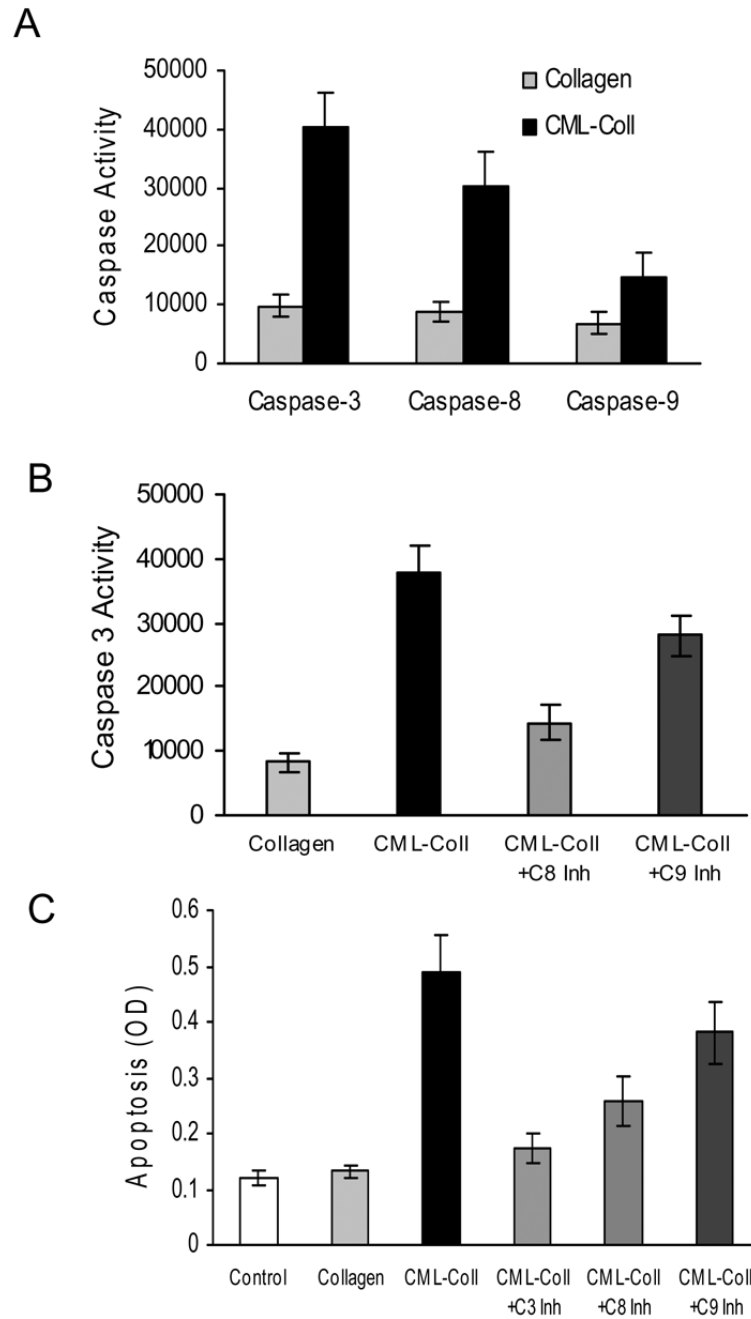 A
Caspase Activity
50000
40000
30000
20000
10000
0
Collagen
CML-Coll
Caspase-3 Caspase-8 Caspase-9
B
Caspase 3 Activity
50000
40000
30000
20000
10000
0
Collagen CML-Coll CML-Coll CML-Coll
+C8 Inh +C9 Inh
C
Apoptosis (OD)
0.6
0.5
0.4
0.3
0.2
0.1
0
Control Collagen CML-Coll CML-Coll CML-Coll CML-Coll
+C3 Inh +C8 Inh +C9 Inh